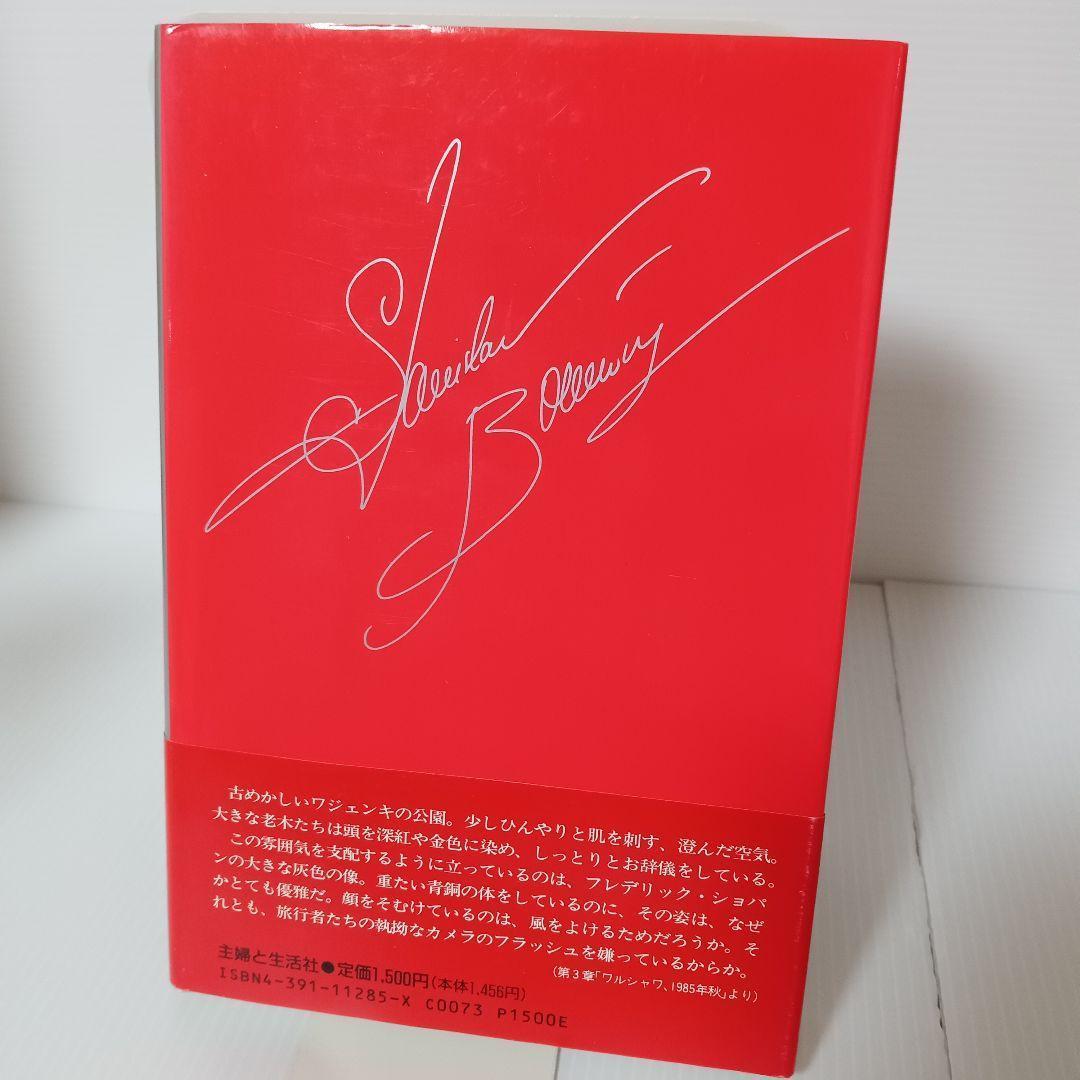 Stanislav
Bounine
古めかしいワジェンキの公園。少しひんやりと肌を刺す、澄んだ空気。
大きな老木たちは頭を深紅や金色に染め、しっとりとお辞儀をしている。
この雰囲気を支配するように立っているのは、フレデリック・ショパ
ンの大きな灰色の像。重たい青銅の体をしているのに、その姿は、なぜ
かとても優雅だ。顔をそむけているのは、風をよけるためだろうか。そ
れとも、旅行者たちの執拗なカメラのフラッシュを嫌っているからか。
(第3章「ワルシャワ、1985年秋」より)
主婦と生活社●定価1,500円(本体1,456円)
ISBN4-391-11285-X C0073 P1500E